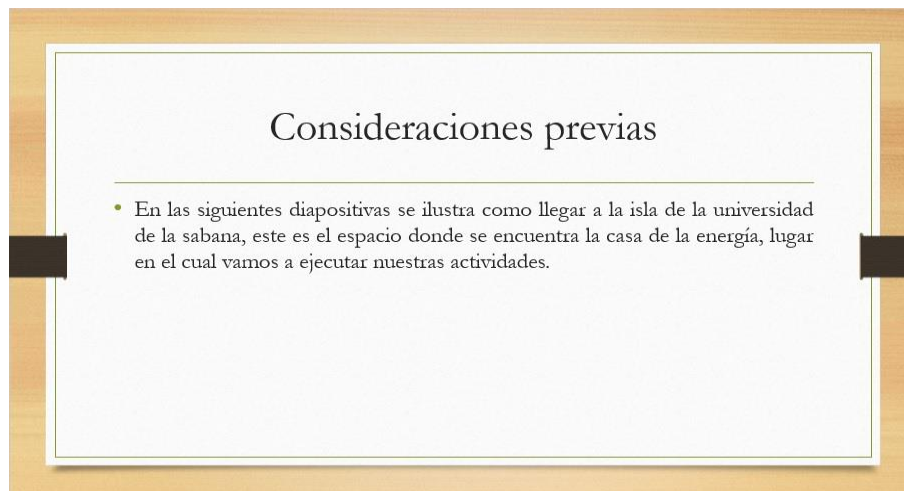 Consideraciones previas
• En las siguientes diapositivas se ilustra como llegar a la isla de la universidad
de la sabana, este es el espacio donde se encuentra la casa de la energía, lugar
en el cual vamos a ejecutar nuestras actividades.